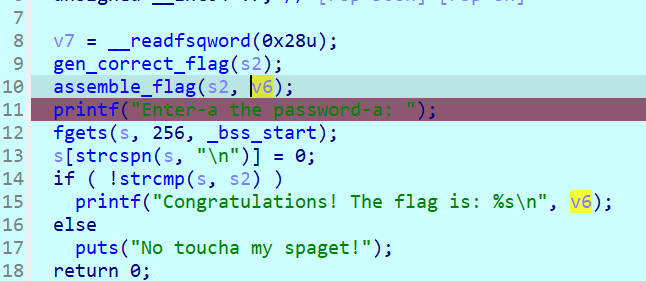 7
8 v7 = __readfsqword(0x28u);
9 gen_correct_flag(s2);
10 assemble_flag(s2, v6);
11 printf("Enter-a the password-a: ");
12 fgets(s, 256, _bss_start);
13 s[strcspn(s, "\n")] = 0;
14 if ( !strcmp(s, s2) )
15 printf("Congratulations! The flag is: %s\n", v6);
16 else
17 puts("No toucha my spaget!");
18 return 0;